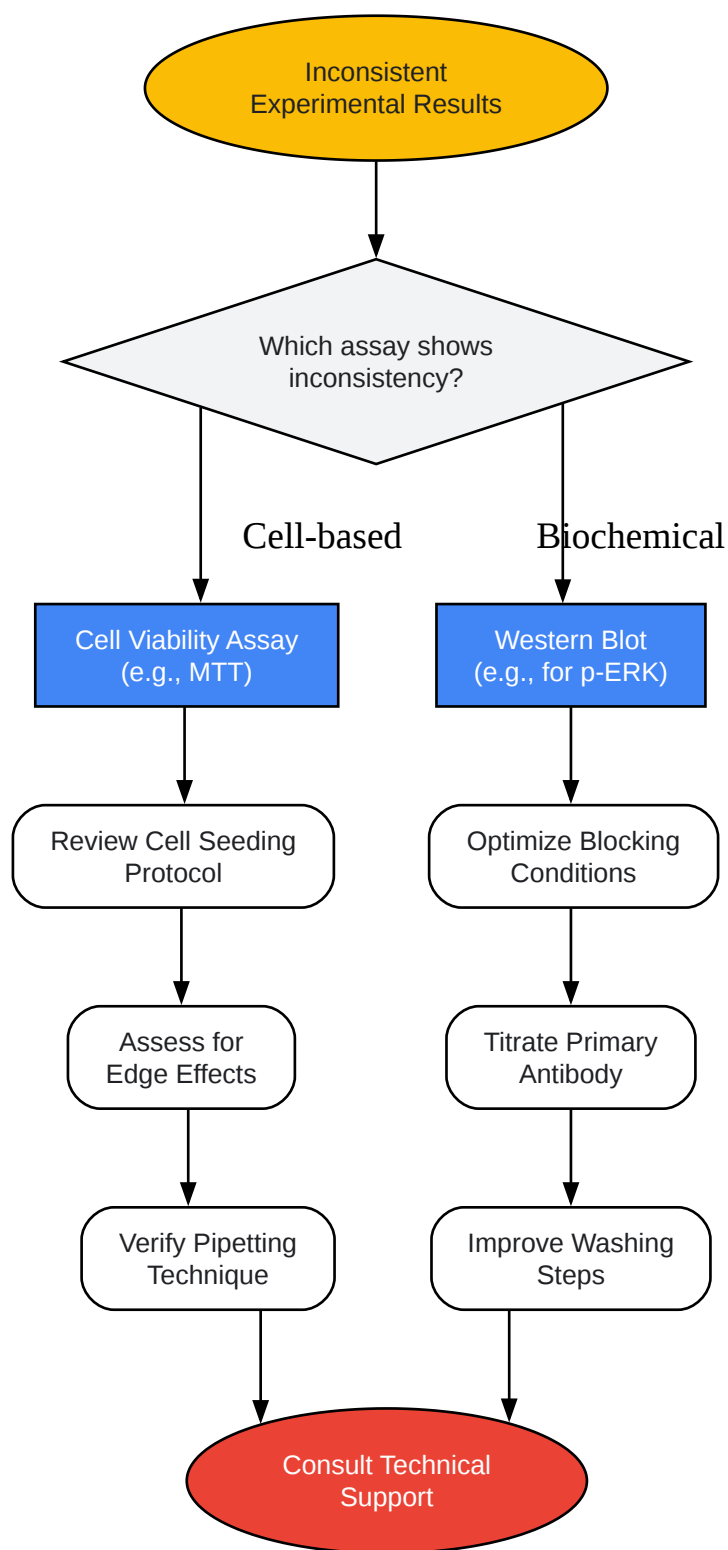 Inconsistent
Experimental Results
Which assay shows
inconsistency?
Cell-based
Biochemical
Cell Viability Assay
(e.g., MTT)
Western Blot
(e.g., for p-ERK)
Review Cell Seeding
Protocol
Optimize Blocking
Conditions
Assess for
Edge Effects
Titrate Primary
Antibody
Verify Pipetting
Technique
Improve Washing
Steps
Consult Technical
Support